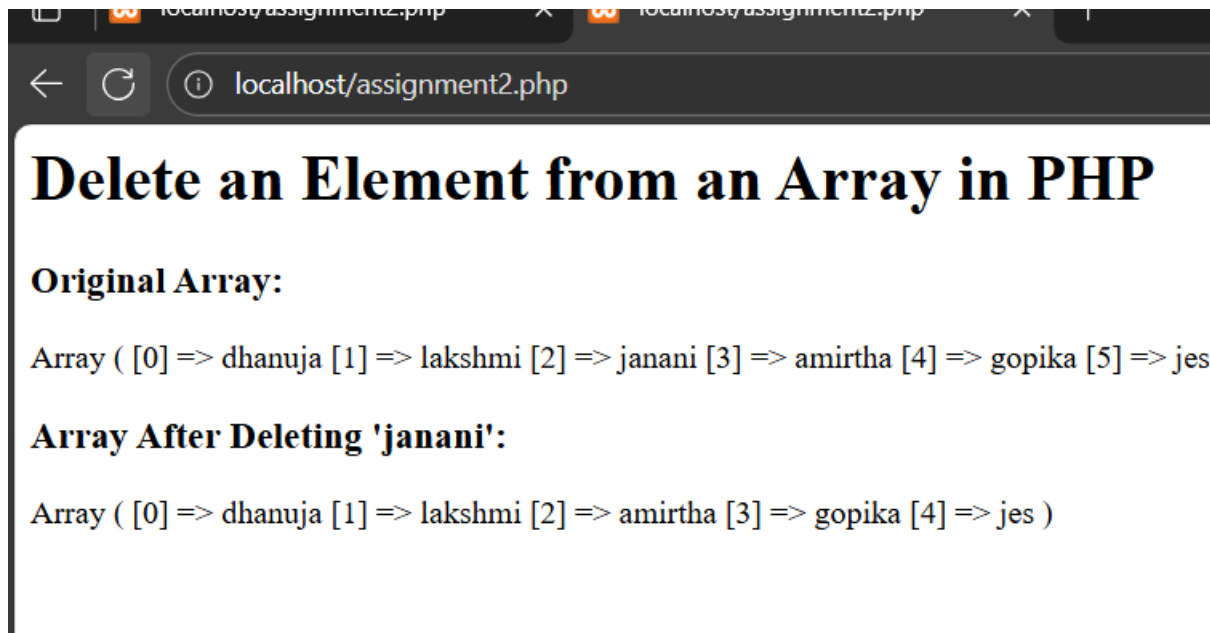 localhost/assignment2.php localhost/assignment2.php
localhost/assignment2.php
Delete an Element from an Array in PHP
Original Array:
Array ( [0] => dhanuja [1] => lakshmi [2] => janani [3] => amirtha [4] => gopika [5] => jes
Array After Deleting 'janani':
Array ( [0] => dhanuja [1] => lakshmi [2] => amirtha [3] => gopika [4] => jes )